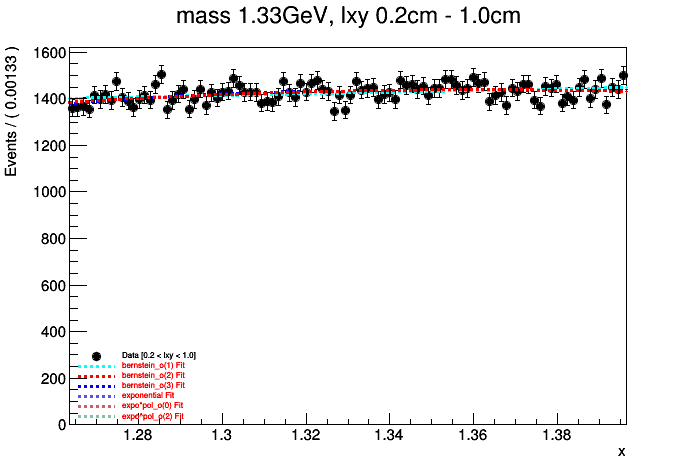 mass 1.33GeV, lxy 0.2cm - 1.0cm
Events / ( 0.00133 )
1600
1400
1200
1000
800
600
400
200
0
Data [0.2 < lxy < 1.0]
bernstein_o(1) Fit
bernstein_o(2) Fit
bernstein_o(3) Fit
exponential Fit
expo*pol_o(0) Fit
expo*pol_o(2) Fit
1.28 1.3 1.32 1.34 1.36 1.38
x